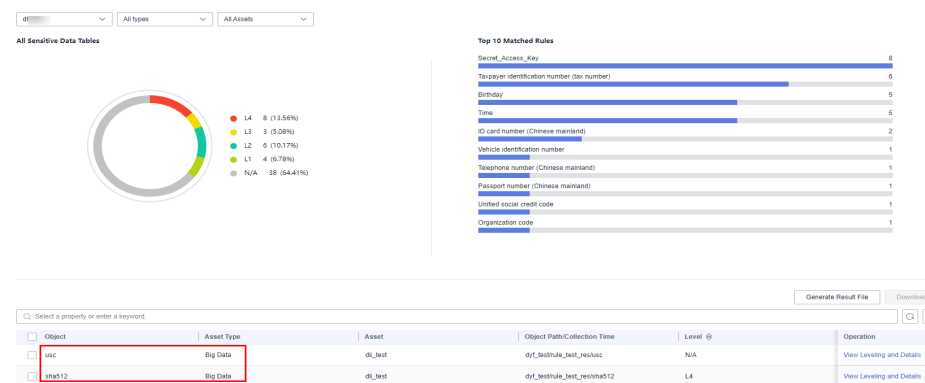 All types
All Assets
All Sensitive Data Tables
L4 8 (13.56%)
L3 3 (5.08%)
L2 6 (10.17%)
L1 4 (6.78%)
N/A 38 (64.41%)
Top 10 Matched Rules
Secret_Access_Key 8
Taxpayer identification number (tax number) 6
Birthday 5
Time 5
ID card number (Chinese mainland) 2
Vehicle identification number 1
Telephone number (Chinese mainland) 1
Passport number (Chinese mainland) 1
Unified social credit code 1
Organization code 1
Generate Result File
Select a property or enter a keyword.
Object Asset Type Asset Object Path/Collection Time Level Operation
usc Big Data dli_test dyf_test/rule_test_res/usc N/A View Leveling and Details
sha512 Big Data dli_test dyf_test/rule_test_res/sha512 L4 View Leveling and Details